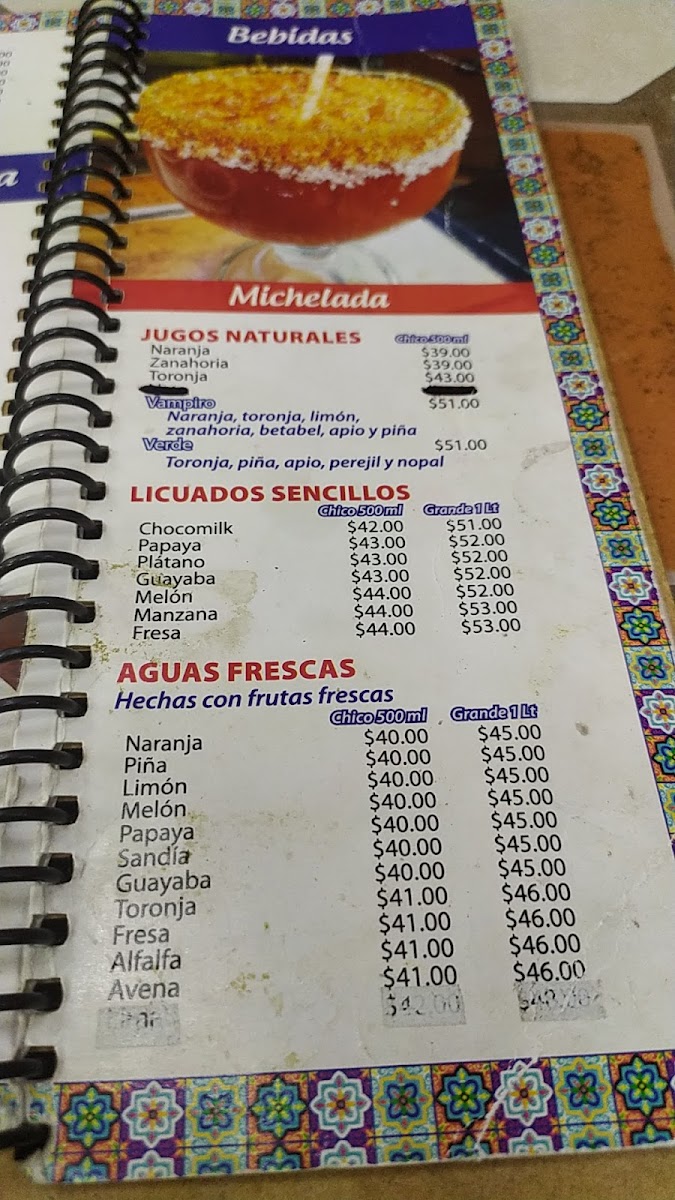 Bebidas
Michelada
JUGOS NATURALES Chico 500 ml
Naranja $39.00
Zanahoria $39.00
Toronja $43.00
Vampiro $51.00
Naranja, toronja, limón,
zanahoria, betabel, apio y piña
Verde $51.00
Toronja, piña, apio, perejil y nopal
LICUADOS SENCILLOS
Chico 500 ml Grande 1 Lt
Chocomilk $42.00 $51.00
Papaya $43.00 $52.00
Plátano $43.00 $52.00
Guayaba $43.00 $52.00
Melón $44.00 $52.00
Manzana $44.00 $53.00
Fresa $44.00 $53.00
AGUAS FRESCAS
Hechas con frutas frescas
Chico 500 ml Grande 1 Lt
Naranja $40.00 $45.00
Piña $40.00 $45.00
Limón $40.00 $45.00
Melón $40.00 $45.00
Papaya $40.00 $45.00
Sandía $40.00 $45.00
Guayaba $40.00 $45.00
Toronja $41.00 $46.00
Fresa $41.00 $46.00
Alfalfa $41.00 $46.00
Avena $41.00 $46.00
a